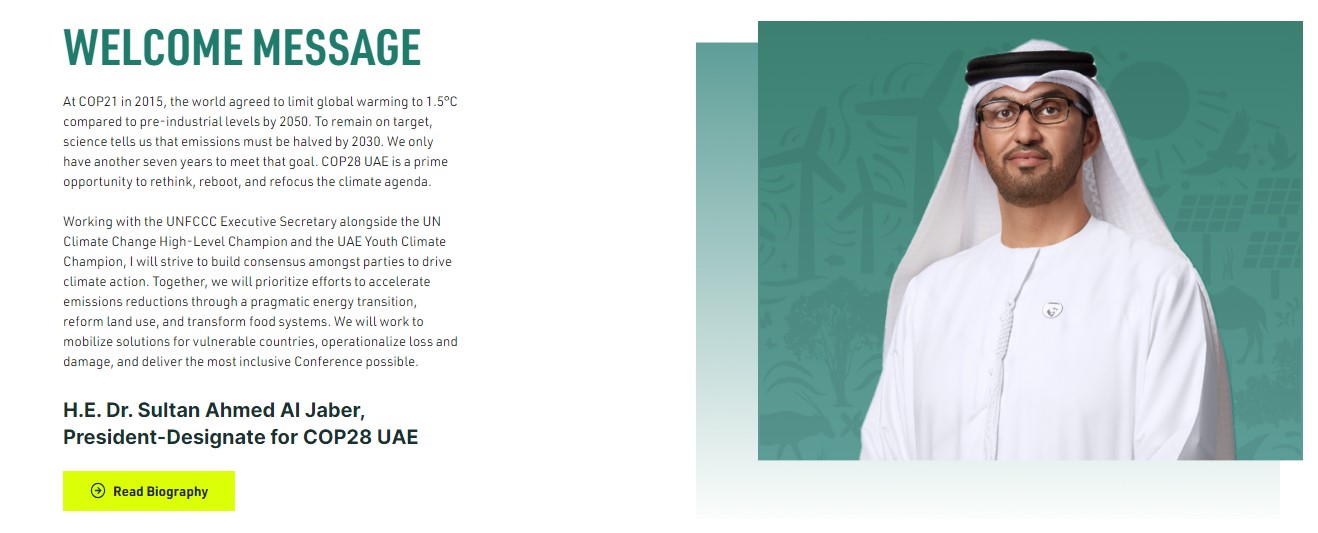 WELCOME MESSAGE
At COP21 in 2015, the world agreed to limit global warming to 1.5°C
compared to pre-industrial levels by 2050. To remain on target,
science tells us that emissions must be halved by 2030. We only
have another seven years to meet that goal. COP28 UAE is a prime
opportunity to rethink, reboot, and refocus the climate agenda.
Working with the UNFCCC Executive Secretary alongside the UN
Climate Change High-Level Champion and the UAE Youth Climate
Champion, I will strive to build consensus amongst parties to drive
climate action. Together, we will prioritize efforts to accelerate
emissions reductions through a pragmatic energy transition,
reform land use, and transform food systems. We will work to
mobilize solutions for vulnerable countries, operationalize loss and
damage, and deliver the most inclusive Conference possible.
H.E. Dr. Sultan Ahmed Al Jaber,
President-Designate for COP28 UAE
Read Biography